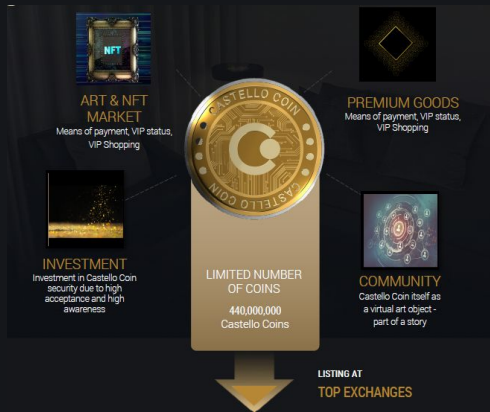 NFT
ART & NFT
MARKET
Means of payment, VIP status,
VIP Shopping
PREMIUM GOODS
Means of payment, VIP status,
VIP Shopping
CASTELLO COIN
CASTELLO COIN
INVESTMENT
Investment in Castello Coin
security due to high
acceptance and high
awareness
LIMITED NUMBER
OF COINS
440,000,000
Castello Coins
COMMUNITY
Castello Coin itself as
a virtual art object -
part of a story
LISTING AT
TOP EXCHANGES